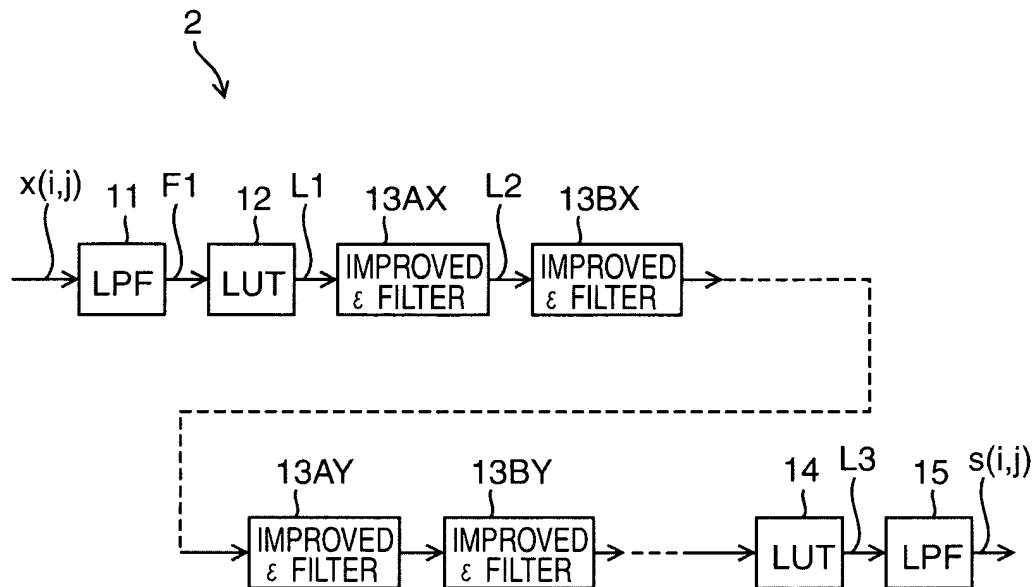 2
x(i,j) 11 F1 12 L1 13AX L2 13BX
LPF LUT IMPROVED ε FILTER IMPROVED ε FILTER
13AY 13BY 14 L3 15 s(i,j)
IMPROVED ε FILTER IMPROVED ε FILTER LUT LPF